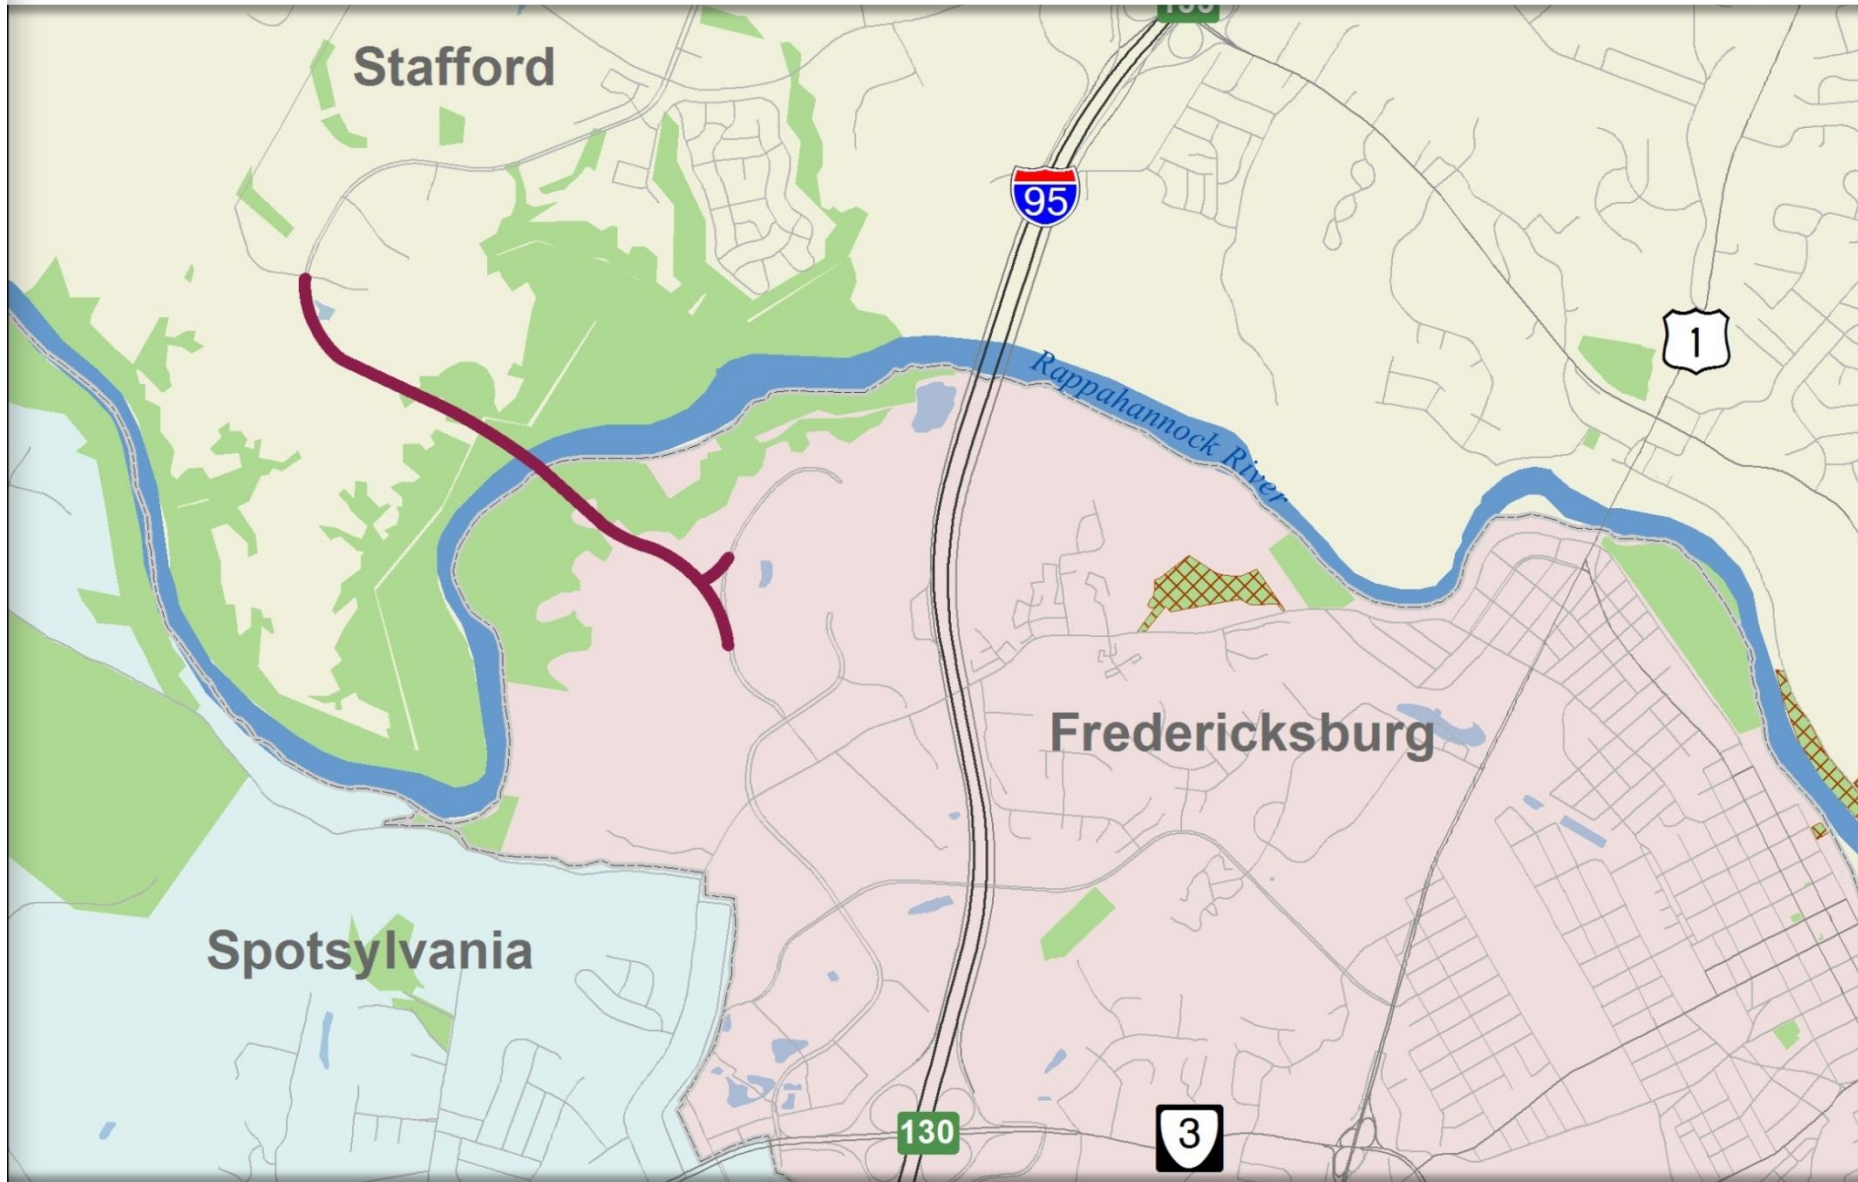 Stafford
95
1
Rappahannock River
Fredericksburg
Spotsylvania
130
3